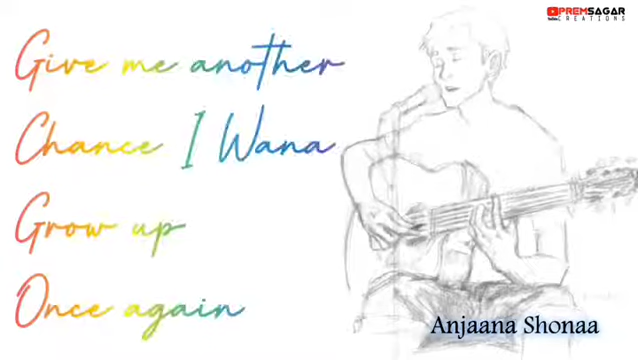 PREMSAGAR
CREATIONS
Give me another
Chance I Wana
Grow up
Once again
Anjaana Shonaa